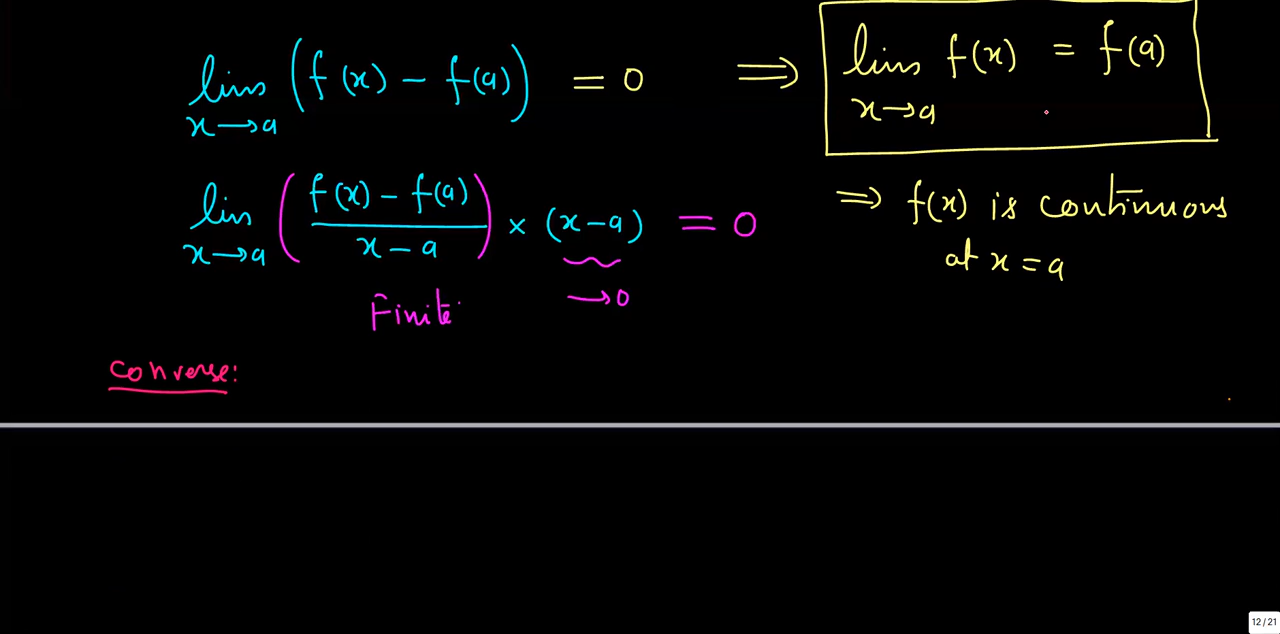 lim (f(x) − f(a)) = 0 ⟹ lim f(x) = f(a)
x→a x→a
lim ( f(x) − f(a) / x − a ) × (x−a) = 0
x→a
→0
Finite
⇒ f(x) is continuous
at x = a
Converse:
12 / 21